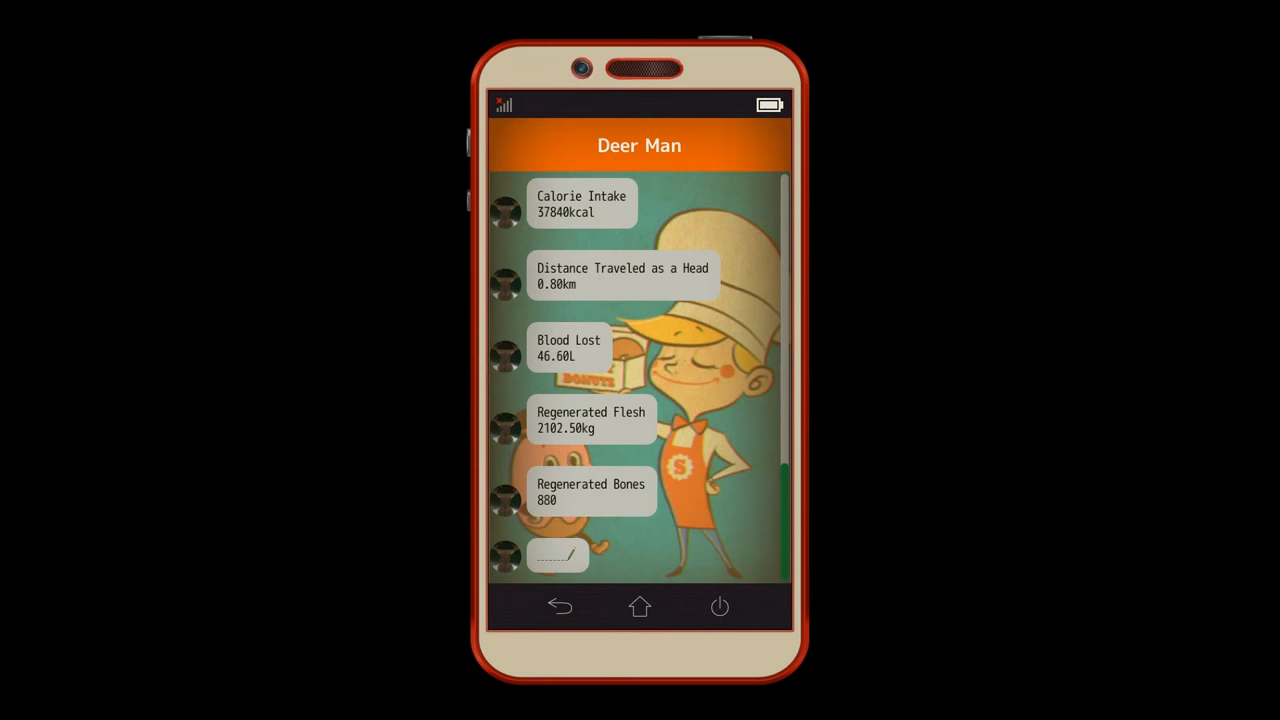 Deer Man
Calorie Intake
37840kcal
Distance Traveled as a Head
0.80km
Blood Lost
46.60L
DONUTS
Regenerated Flesh
2102.50kg
S
Regenerated Bones
880